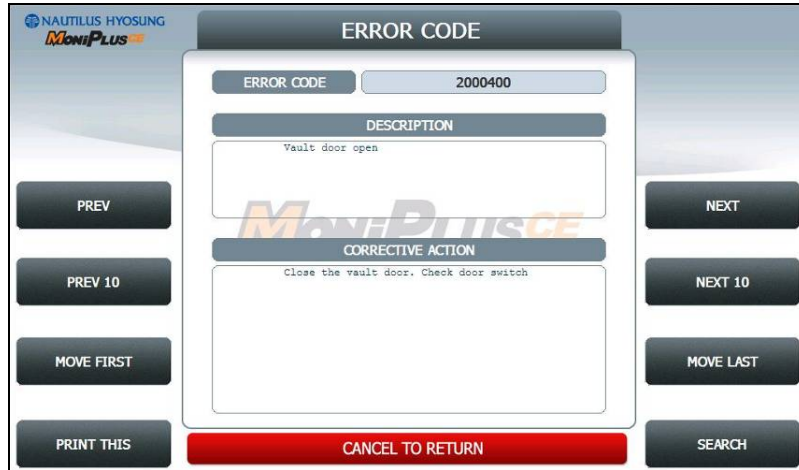 NAUTILUS HYOSUNG
MONIPLUS CE
ERROR CODE
ERROR CODE 2000400
DESCRIPTION
Vault door open
MONIPLUSCE
CORRECTIVE ACTION
Close the vault door. Check door switch
PREV
PREV 10
MOVE FIRST
PRINT THIS
NEXT
NEXT 10
MOVE LAST
SEARCH
CANCEL TO RETURN